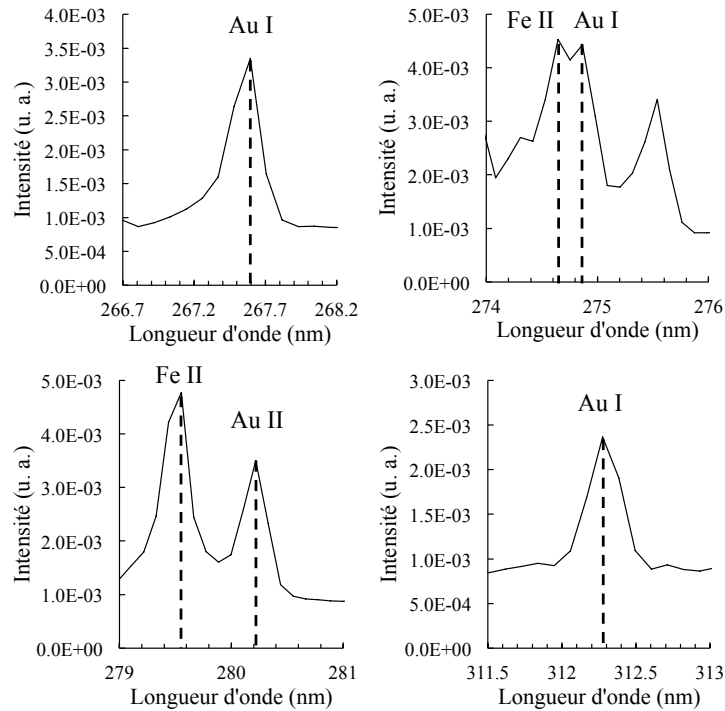 Au I
4.0E-03
3.5E-03
3.0E-03
2.5E-03
2.0E-03
1.5E-03
1.0E-03
5.0E-04
0.0E+00
Intensité (u. a.)
266.7 267.2 267.7 268.2
Longueur d'onde (nm)
Fe II Au I
5.0E-03
4.0E-03
3.0E-03
2.0E-03
1.0E-03
0.0E+00
Intensité (u. a.)
274 275 276
Longueur d'onde (nm)
Fe II
Au II
5.0E-03
4.0E-03
3.0E-03
2.0E-03
1.0E-03
0.0E+00
Intensité (u. a.)
279 280 281
Longueur d'onde (nm)
Au I
3.0E-03
2.5E-03
2.0E-03
1.5E-03
1.0E-03
5.0E-04
0.0E+00
Intensité (u. a.)
311.5 312 312.5 313
Longueur d'onde (nm)